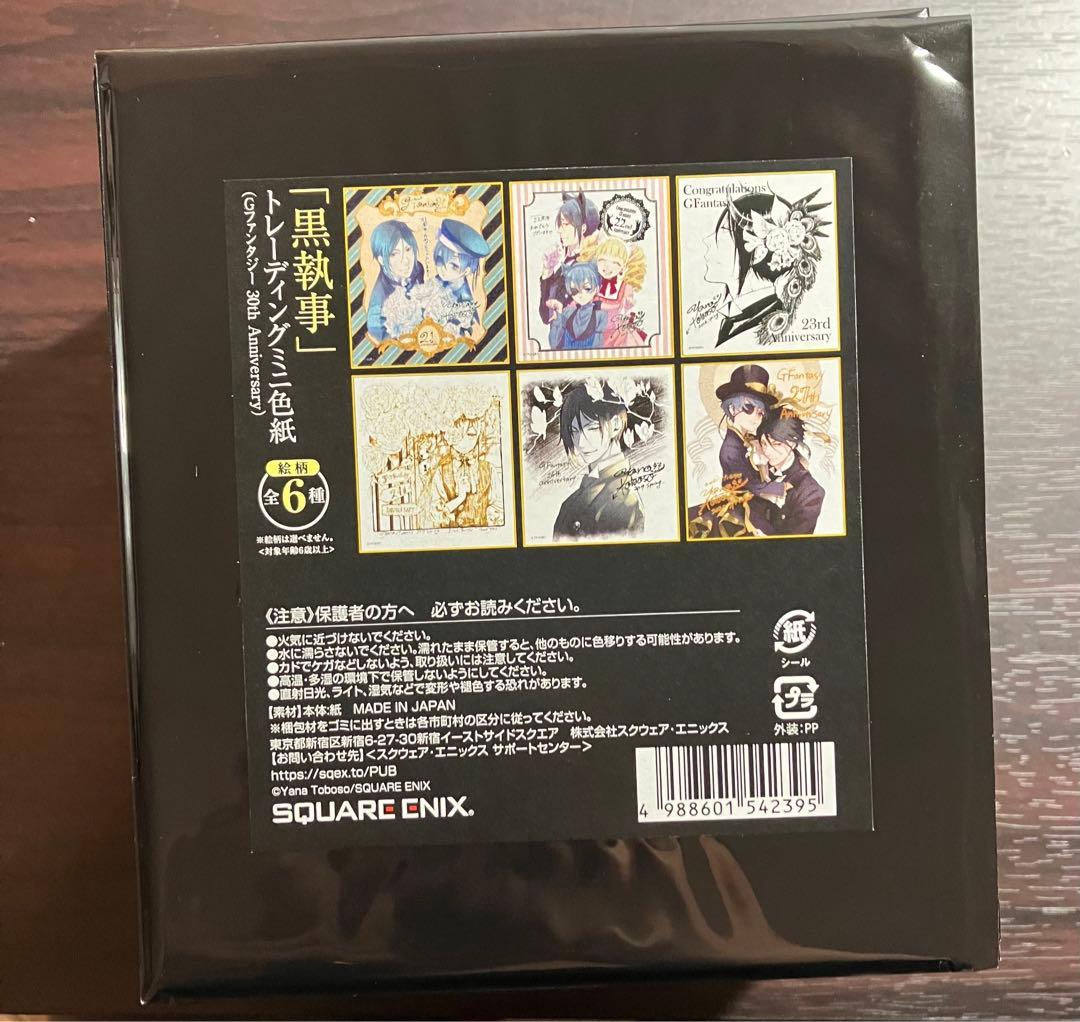 「黒執事」
トレーディングミニ色紙
(Gファンタジー 30th Anniversary)
絵柄
全6種
※絵柄は選べません。
<対象年齢6歳以上>
GFantasy
21
22nd
Congratulations
GFantasy
23rd
Anniversary
GFantasy
26th
anniversary
GFantasy
27th
Anniversary
《注意》保護者の方へ 必ずお読みください。
●火気に近づけないでください。
●水に濡らさないでください。濡れたまま保管すると、他のものに色移りする可能性があります。
●カドでケガなどしないよう、取り扱いには注意してください。
●高温・多湿の環境下で保管しないようにしてください。
●直射日光、ライト、湿気などで変形や褪色する恐れがあります。
【素材】本体:紙 MADE IN JAPAN
※梱包材をゴミに出すときは各市町村の区分に従ってください。
東京都新宿区新宿6-27-30新宿イーストサイドスクエア 株式会社スクウェア・エニックス
【お問い合わせ先】<スクウェア・エニックス サポートセンター>
https://sqex.to/PUB
©Yana Toboso/SQUARE ENIX
SQUARE ENIX®
紙
シール
プラ
外装:PP
4 988601 542395